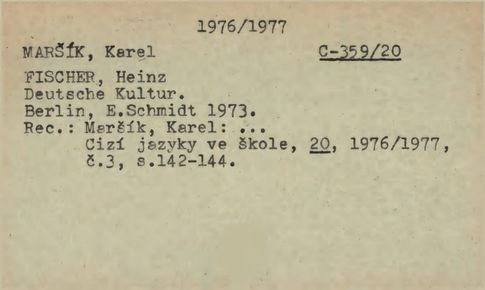 1976/1977
MARŠÍK, Karel C-359/20
FISCHER, Heinz
Deutsche Kultur.
Berlin, E.Schmidt 1973.
Rec.: Maršík, Karel: ...
Cizí jazyky ve škole, 20, 1976/1977,
č.3, s.142-144.